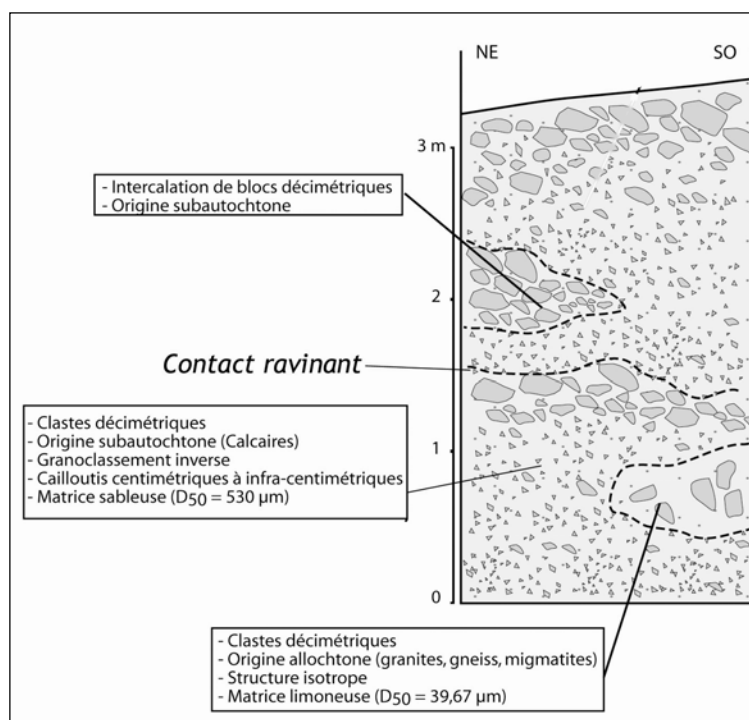 NE
SO
3 m
- Intercalation de blocs décimétriques
- Origine subautochtone
2
Contact ravinant
- Clastes décimétriques
- Origine subautochtone (Calcaires)
- Granoclassement inverse
- Cailloutis centimétriques à infra-centimétriques
- Matrice sableuse (D50 = 530 µm)
1
0
- Clastes décimétriques
- Origine allochtone (granites, gneiss, migmatites)
- Structure isotrope
- Matrice limoneuse (D50 = 39,67 µm)